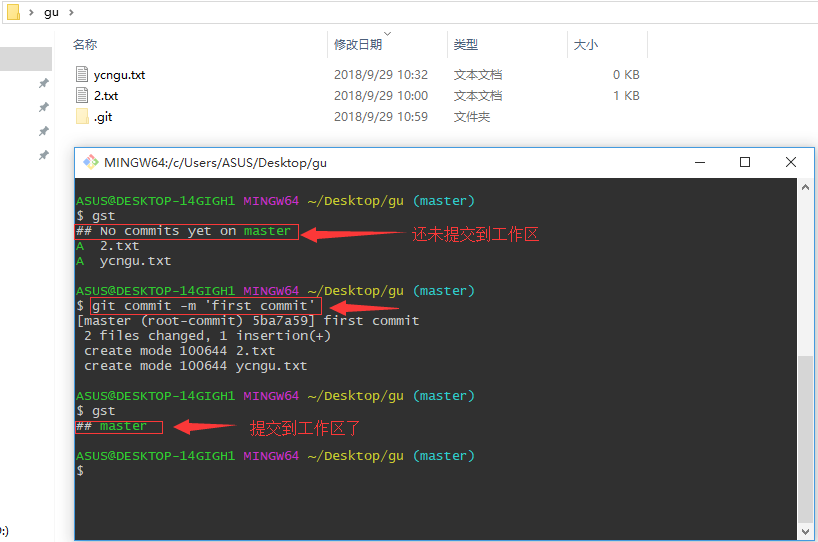 gu
名称 修改日期 类型 大小
ycngu.txt 2018/9/29 10:32 文本文档 0 KB
2.txt 2018/9/29 10:00 文本文档 1 KB
.git 2018/9/29 10:59 文件夹
MINGW64:/c/Users/ASUS/Desktop/gu
ASUS@DESKTOP-14GIGH1 MINGW64 ~/Desktop/gu (master)
$ gst
## No commits yet on master 还未提交到工作区
A 2.txt
A ycngu.txt
ASUS@DESKTOP-14GIGH1 MINGW64 ~/Desktop/gu (master)
$ git commit -m 'first commit'
[master (root-commit) 5ba7a59] first commit
2 files changed, 1 insertion(+)
create mode 100644 2.txt
create mode 100644 ycngu.txt
ASUS@DESKTOP-14GIGH1 MINGW64 ~/Desktop/gu (master)
$ gst
## master 提交到工作区了
ASUS@DESKTOP-14GIGH1 MINGW64 ~/Desktop/gu (master)
$
:)